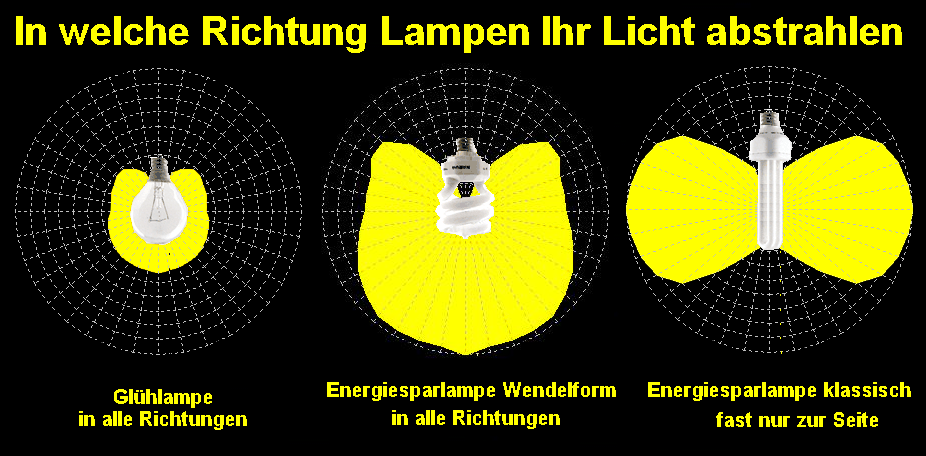 In welche Richtung Lampen Ihr Licht abstrahlen
Glühlampe
in alle Richtungen
Energiesparlampe Wendelform
in alle Richtungen
Energiesparlampe klassisch
fast nur zur Seite